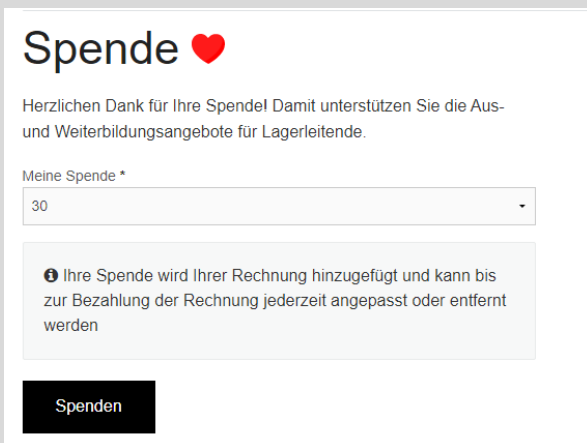 Spende ❤
Herzlichen Dank für Ihre Spende! Damit unterstützen Sie die Aus-
und Weiterbildungsangebote für Lagerleitende.
Meine Spende *
30
Ihre Spende wird Ihrer Rechnung hinzugefügt und kann bis
zur Bezahlung der Rechnung jederzeit angepasst oder entfernt
werden
Spenden